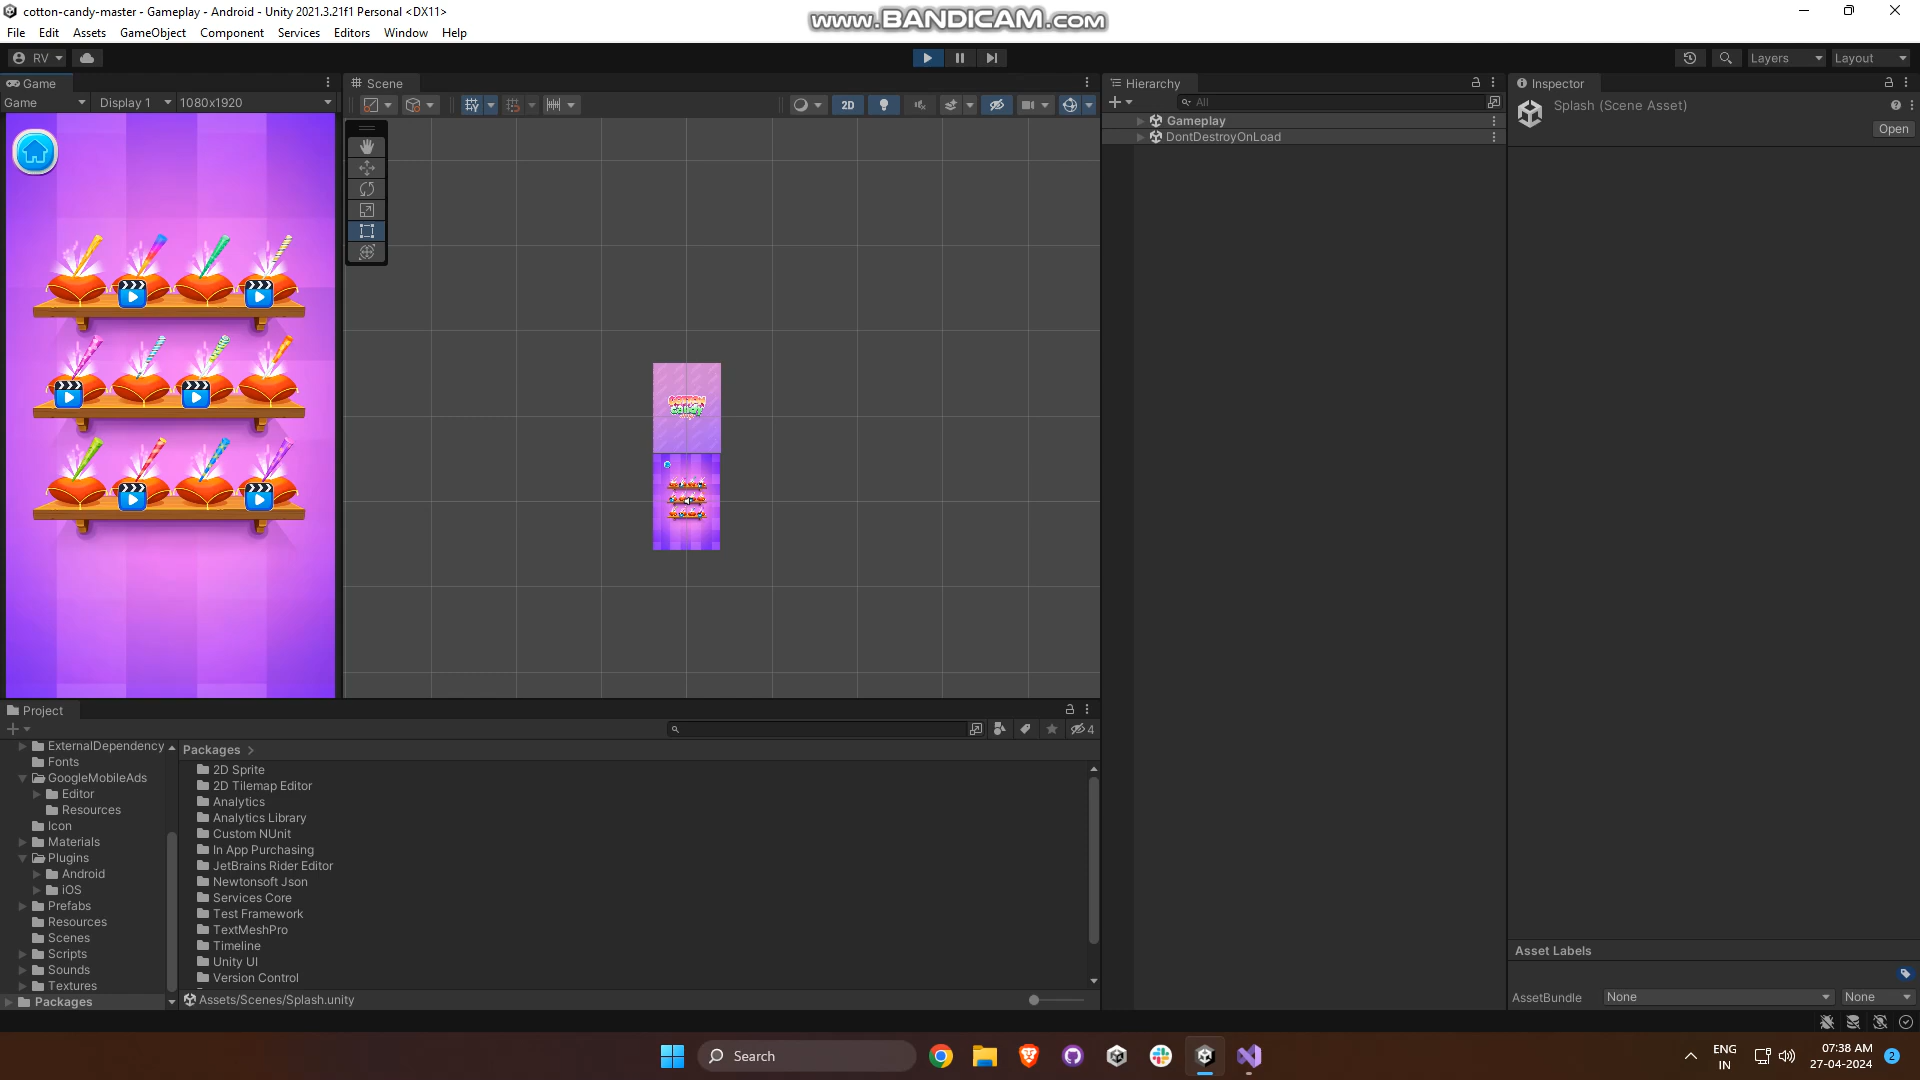 cotton-candy-master - Gameplay - Android - Unity 2021.3.21f1 Personal <DX11>
www.BANDICAM.com
File Edit Assets GameObject Component Services Editors Window Help
RV Layers Layout
Game Scene Hierarchy Inspector
Game Display 1 1080x1920 2D All Splash (Scene Asset)
Gameplay Open
DontDestroyOnLoad
COTTON
CANDY
Project
4
ExternalDependency Packages
Fonts 2D Sprite
GoogleMobileAds 2D Tilemap Editor
Editor Analytics
Resources Analytics Library
Icon Custom NUnit
Materials In App Purchasing
Plugins JetBrains Rider Editor
Android Newtonsoft Json
iOS Services Core
Prefabs Test Framework
Resources TextMeshPro
Scenes Timeline
Scripts Unity UI
Sounds Version Control
Textures
Packages Assets/Scenes/Splash.unity
Asset Labels
AssetBundle None None
Search
ENG
IN
07:38 AM
27-04-2024
2